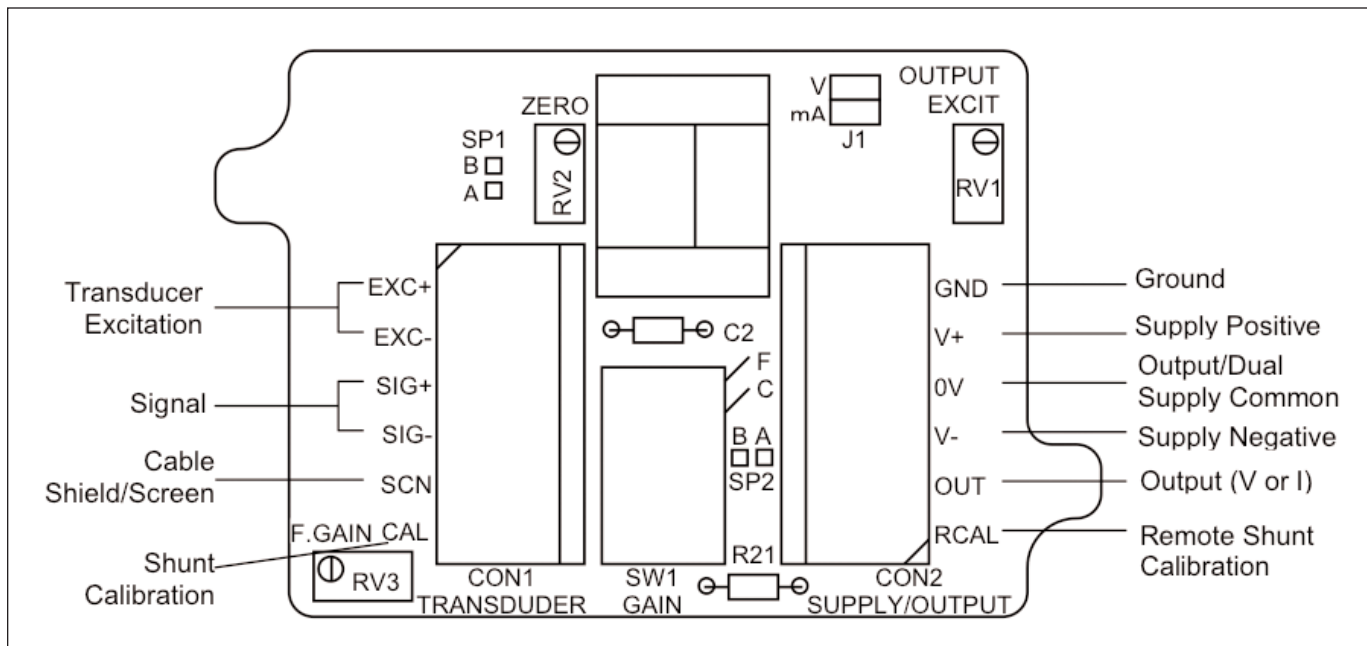 OUTPUT
EXCIT
V
mA
J1
ZERO
SP1
B
A
RV2
RV1
Transducer
Excitation
EXC+
EXC-
Signal
SIG+
SIG-
Cable
Shield/Screen
SCN
F.GAIN CAL
Shunt
Calibration
RV3
CON1
TRANSDUDER
C2
F
C
B A
SP2
SW1
GAIN
R21
CON2
SUPPLY/OUTPUT
GND
Ground
V+
Supply Positive
0V
Output/Dual
Supply Common
V-
Supply Negative
OUT
Output (V or I)
RCAL
Remote Shunt
Calibration